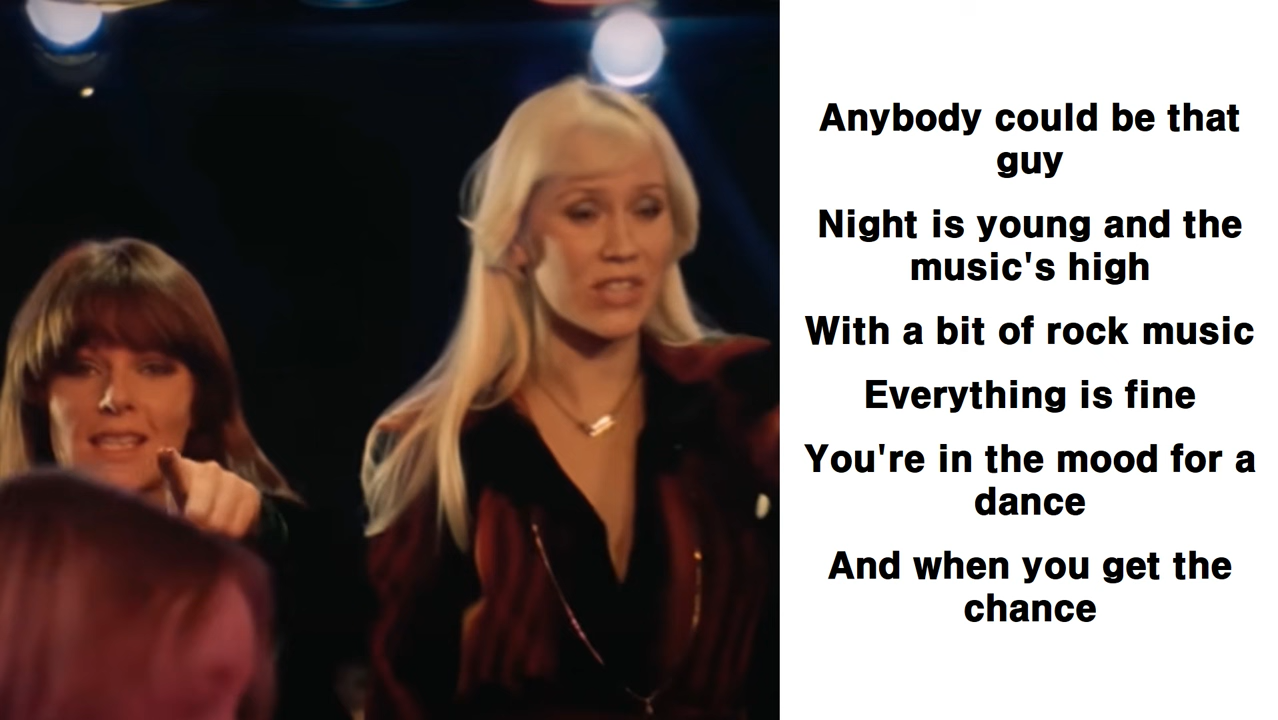 Anybody could be that
guy
Night is young and the
music's high
With a bit of rock music
Everything is fine
You're in the mood for a
dance
And when you get the
chance